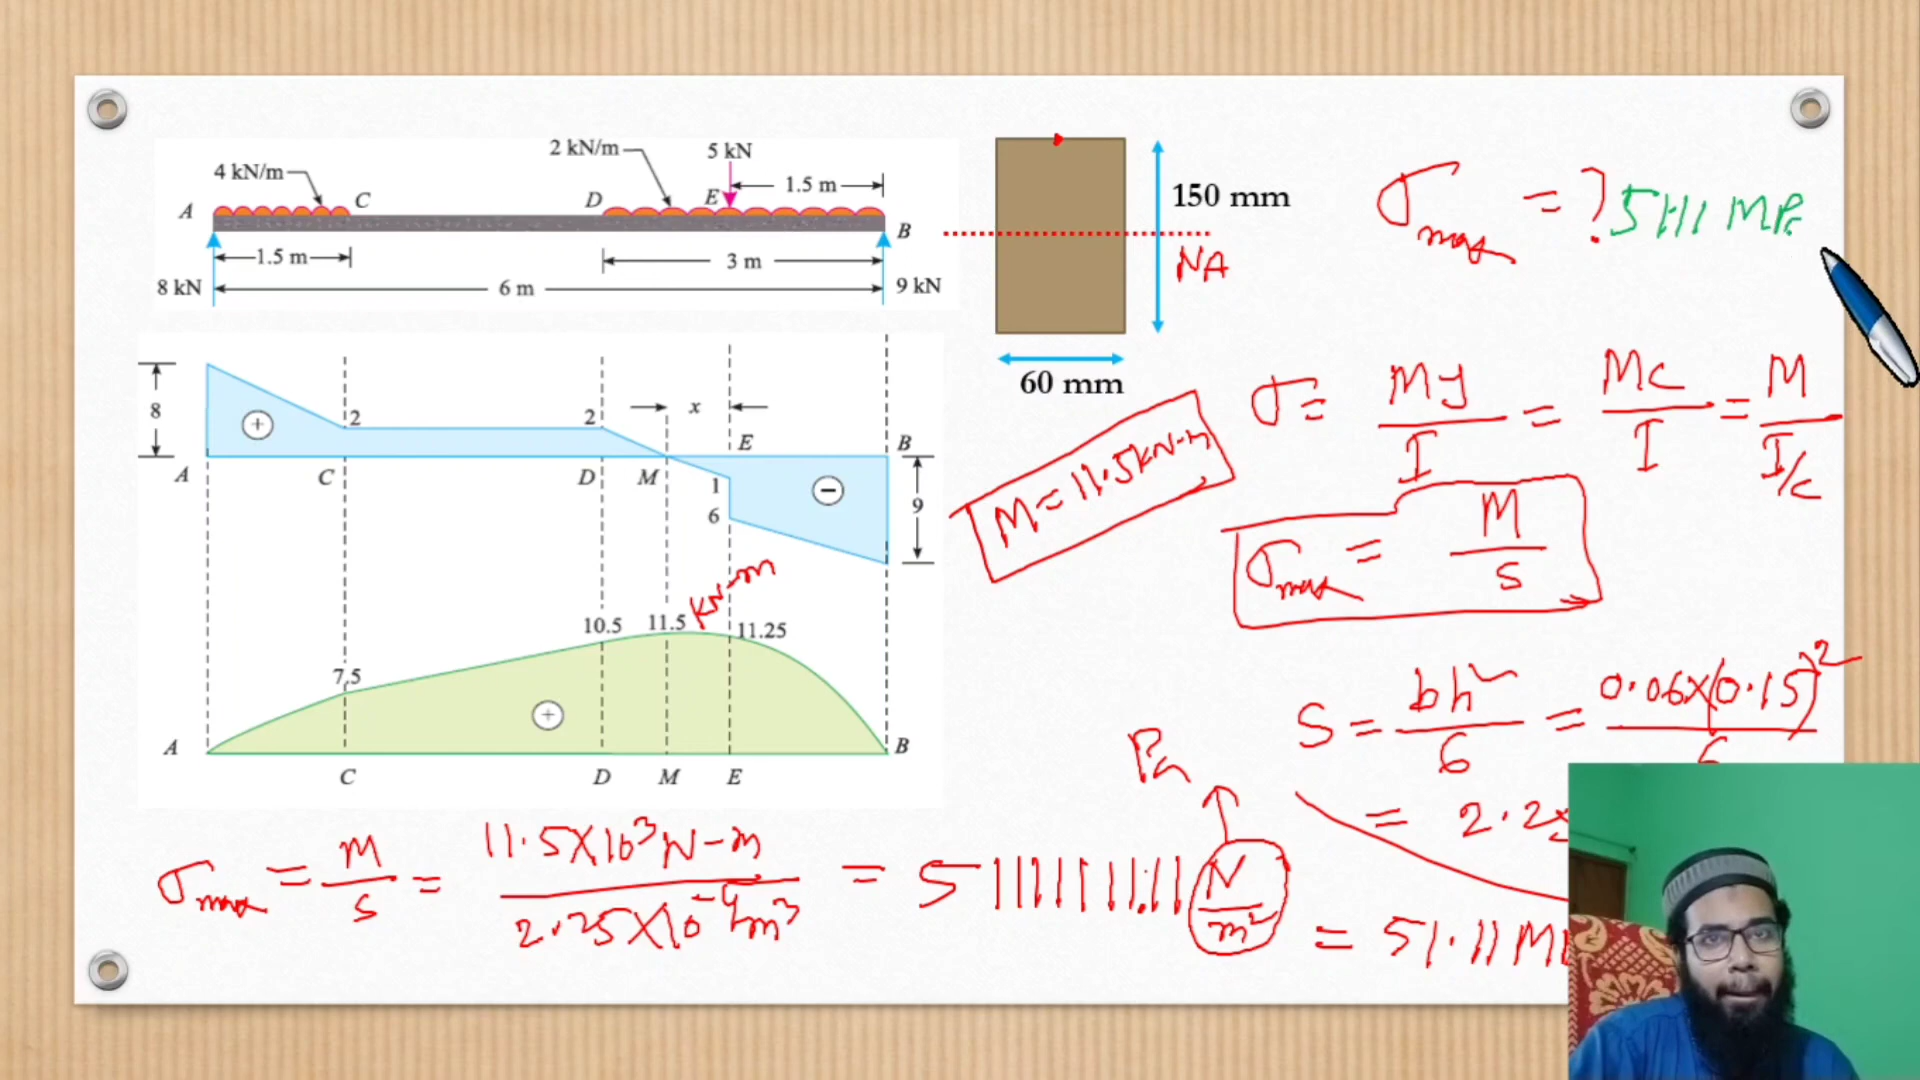 4 kN/m
2 kN/m
5 kN
1.5 m
A
C
D
E
B
1.5 m
3 m
8 kN
6 m
9 kN
150 mm
NA
60 mm
σmax = ? 5111 MPa
8
2
2
x
E
B
A
C
D
M
1
6
9
+
−
M = 11.5 kN-m
σ = My/I = Mc/I = M/I/c
σmax = M/S
kN-m
7.5
10.5
11.5
11.25
+
A
B
C
D
M
E
S = bh²/6 = 0.06×(0.15)²/6
= 2.2
Pa
σmax = M/S = 11.5×10³ N-m / 2.25×10⁻⁴ m³ = 51111111.11 N/m²
= 51.11 M